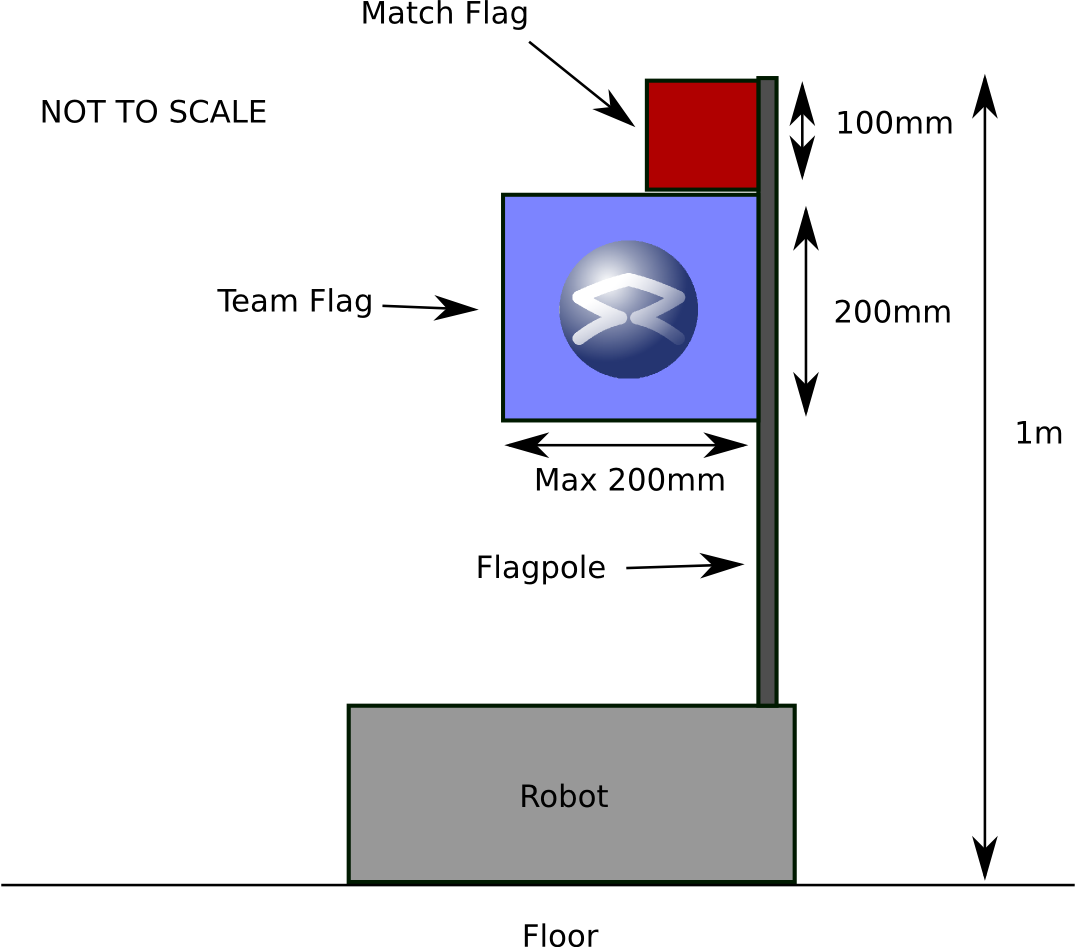 Match Flag
NOT TO SCALE
100mm
Team Flag
200mm
1m
Max 200mm
Flagpole
Robot
Floor